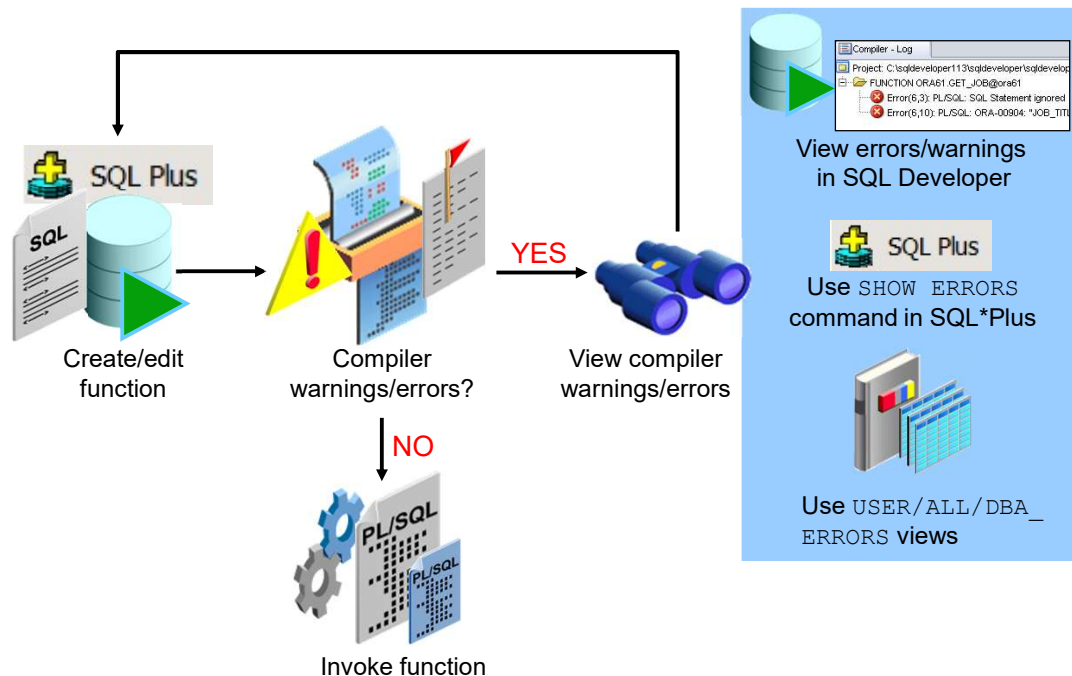 SQL Plus
SQL
Create/edit
function
Compiler
warnings/errors?
YES
View compiler
warnings/errors
NO
PL/SQL
PL/SQL
Invoke function
Compiler - Log
Project: C:\sqldeveloper113\sqldeveloper\sqldevelop
FUNCTION ORA61.GET_JOB@ora61
Error(6,3): PL/SQL: SQL Statement ignored
Error(6,10): PL/SQL: ORA-00904: "JOB_TITL
View errors/warnings
in SQL Developer
SQL Plus
Use SHOW ERRORS
command in SQL*Plus
Use USER/ALL/DBA_
ERRORS views